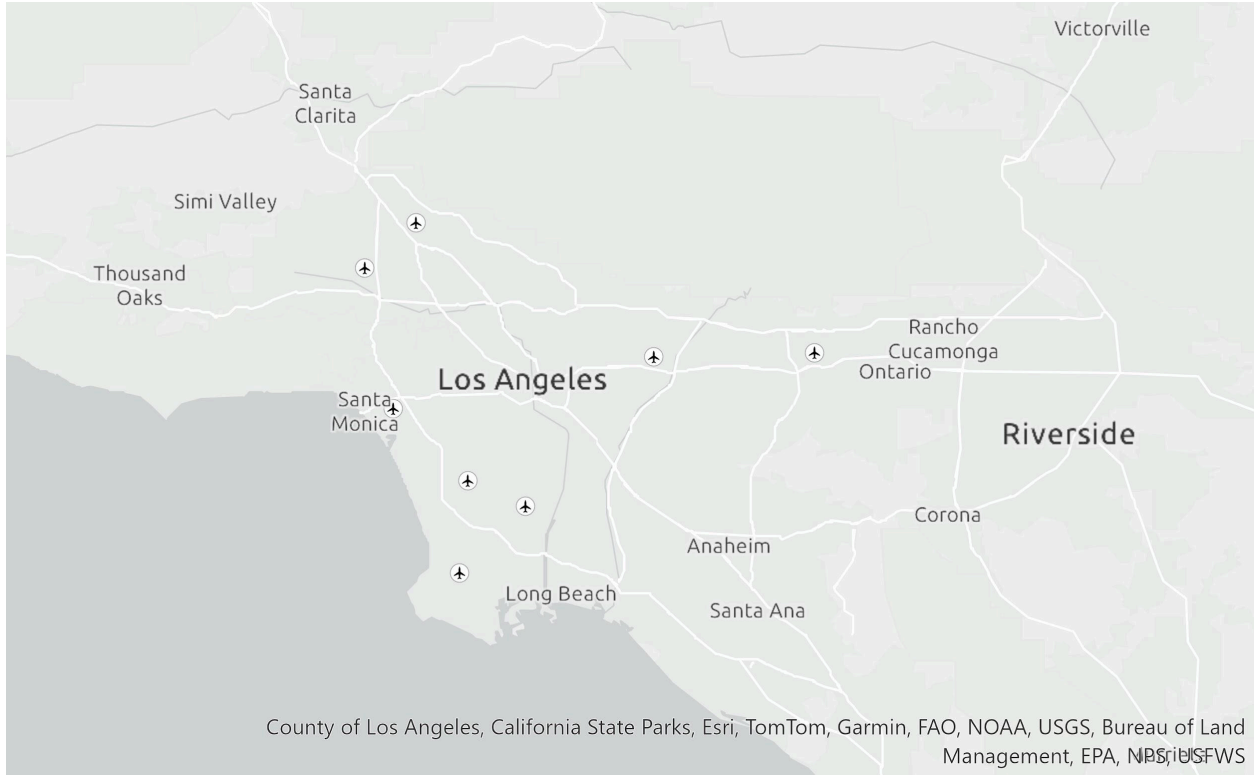 Victorville
Santa
Clarita
Simi Valley
Thousand
Oaks
Rancho
Cucamonga
Ontario
Los Angeles
Santa
Monica
Riverside
Corona
Anaheim
Long Beach
Santa Ana
County of Los Angeles, California State Parks, Esri, TomTom, Garmin, FAO, NOAA, USGS, Bureau of Land
Management, EPA, NPS, USFWS